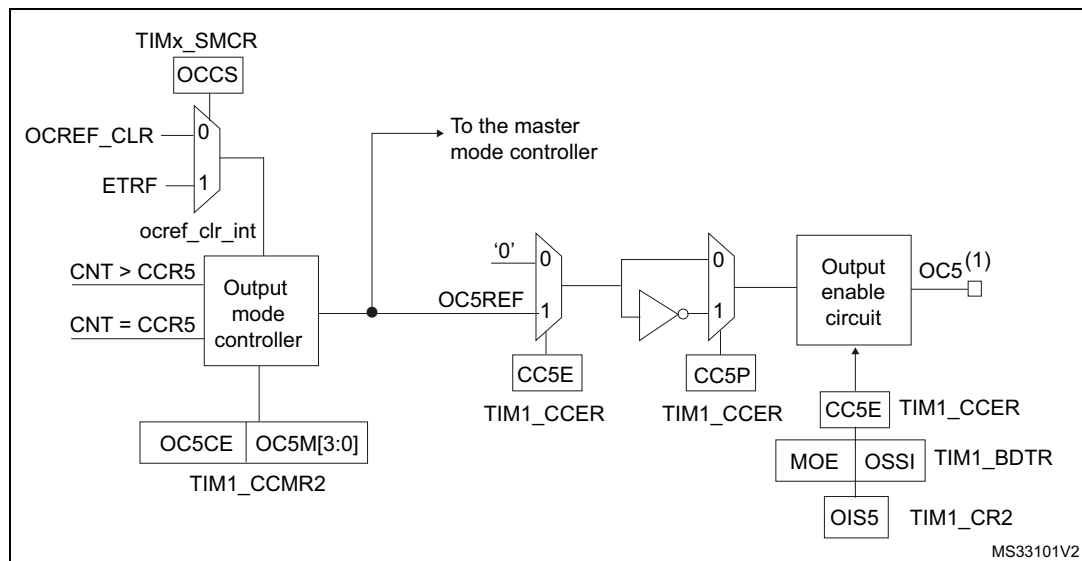 TIMx_SMCR
OCCS
OCREF_CLR
0
ETRF
1
ocref_clr_int
To the master
mode controller
CNT > CCR5
CNT = CCR5
Output
mode
controller
OC5CE
OC5M[3:0]
TIM1_CCMR2
‘0’
0
OC5REF
1
CC5E
TIM1_CCER
0
1
CC5P
TIM1_CCER
Output
enable
circuit
OC5 (1)
CC5E
TIM1_CCER
MOE
OSSI
TIM1_BDTR
OIS5
TIM1_CR2
MS33101V2